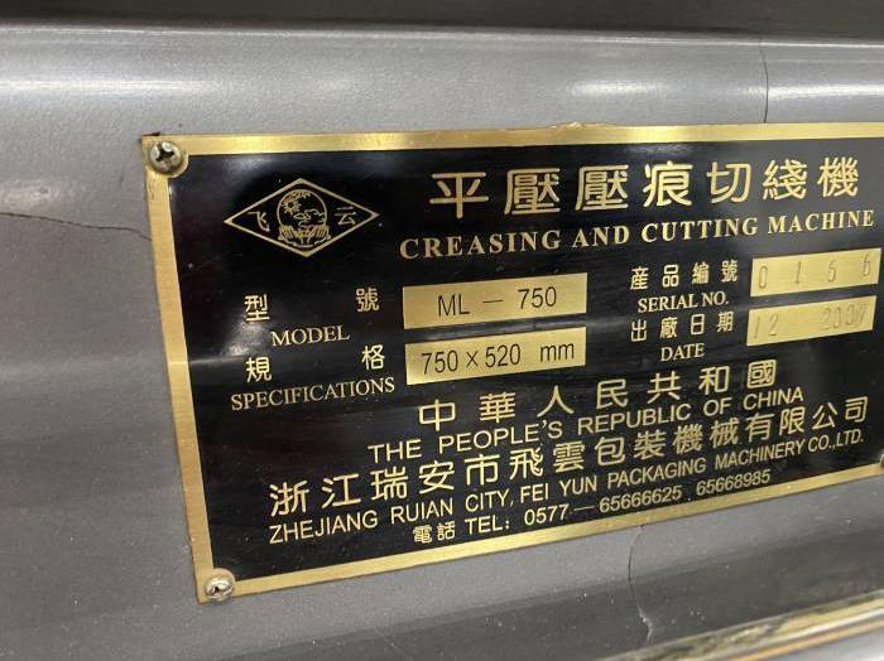 飞 云
平壓壓痕切綫機
CREASING AND CUTTING MACHINE
型 號 ML — 750
MODEL
産品編號 0166
SERIAL NO.
規 格 750 × 520 mm
SPECIFICATIONS
出廠日期 12 2007
DATE
中華人民共和國
THE PEOPLE'S REPUBLIC OF CHINA
浙江瑞安市飛雲包裝機械有限公司
ZHEJIANG RUIAN CITY, FEI YUN PACKAGING MACHINERY CO.,LTD.
電話 TEL: 0577 — 65666625 65668985